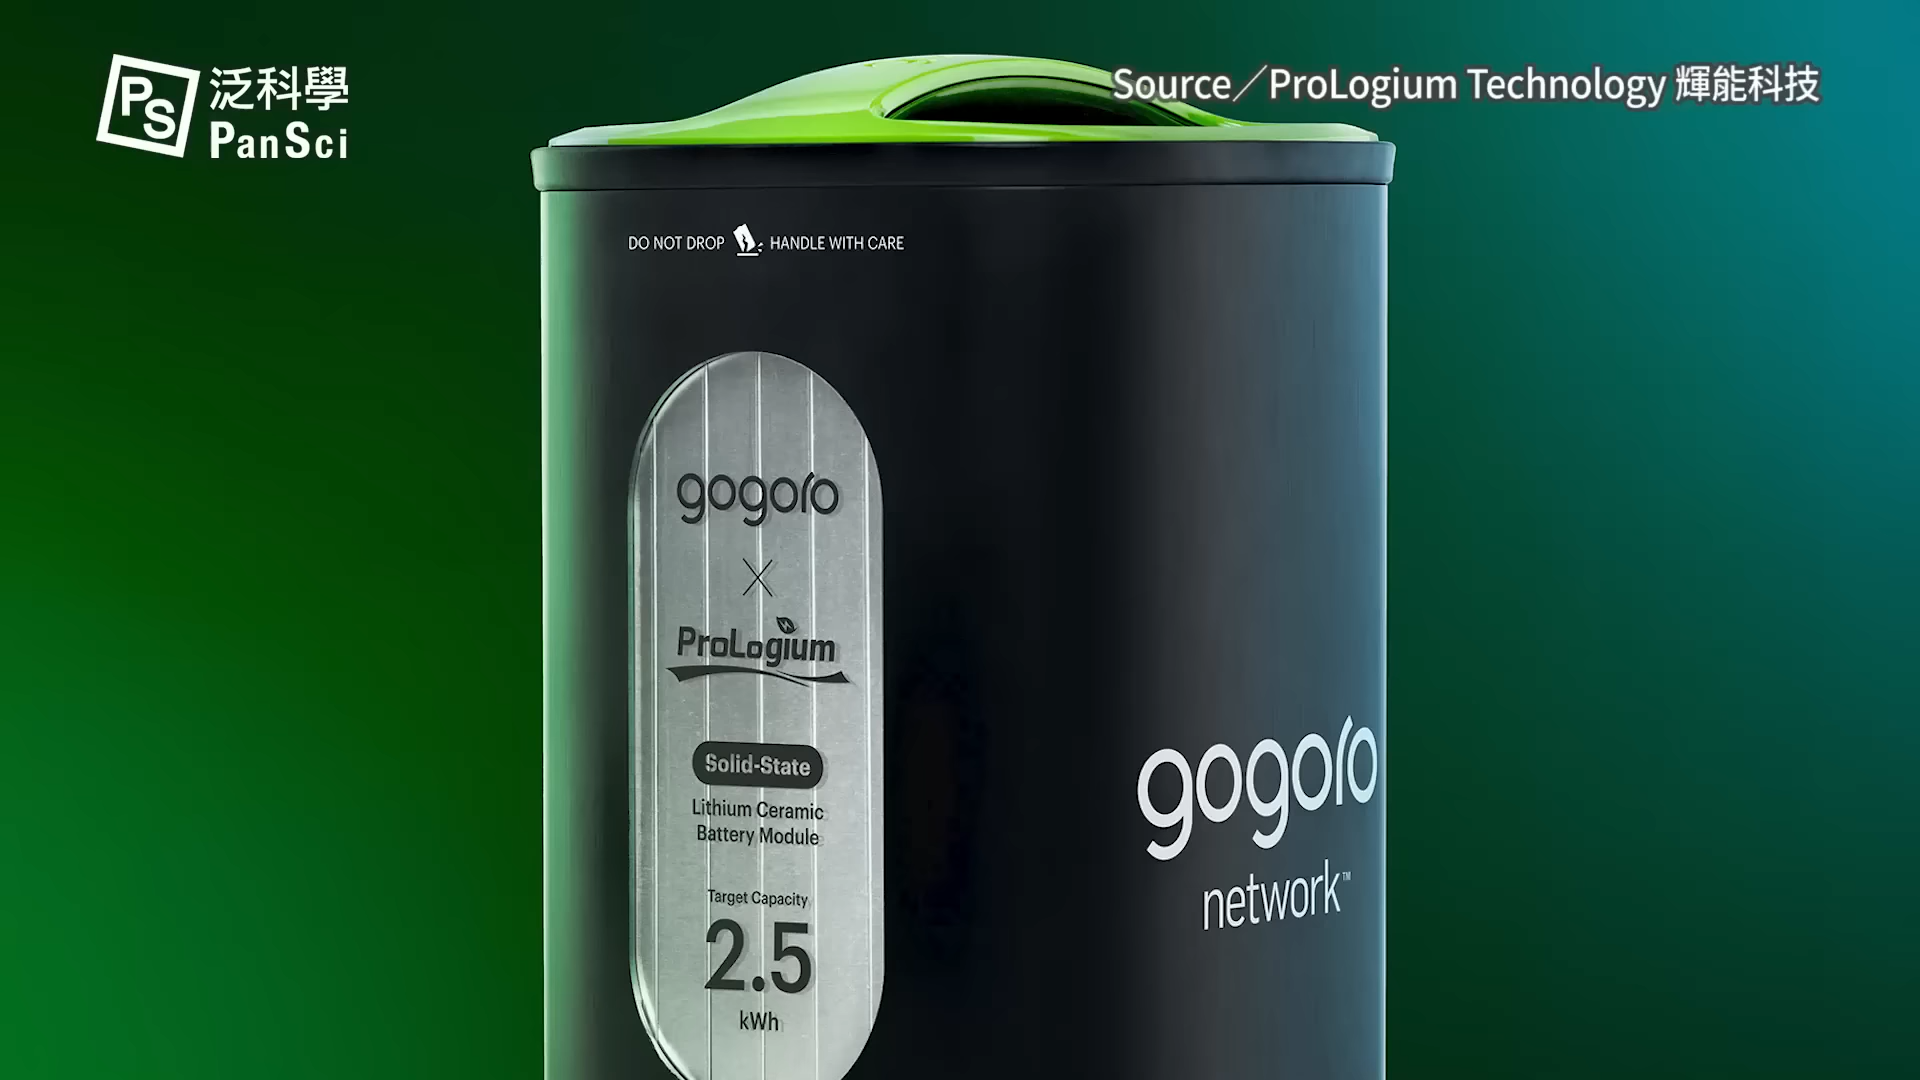 PS 泛科學
PanSci
Source／ProLogium Technology 輝能科技
DO NOT DROP HANDLE WITH CARE
gogoro
X
ProLogium
Solid-State
Lithium Ceramic
Battery Module
Target Capacity
2.5
kWh
gogoro
network™